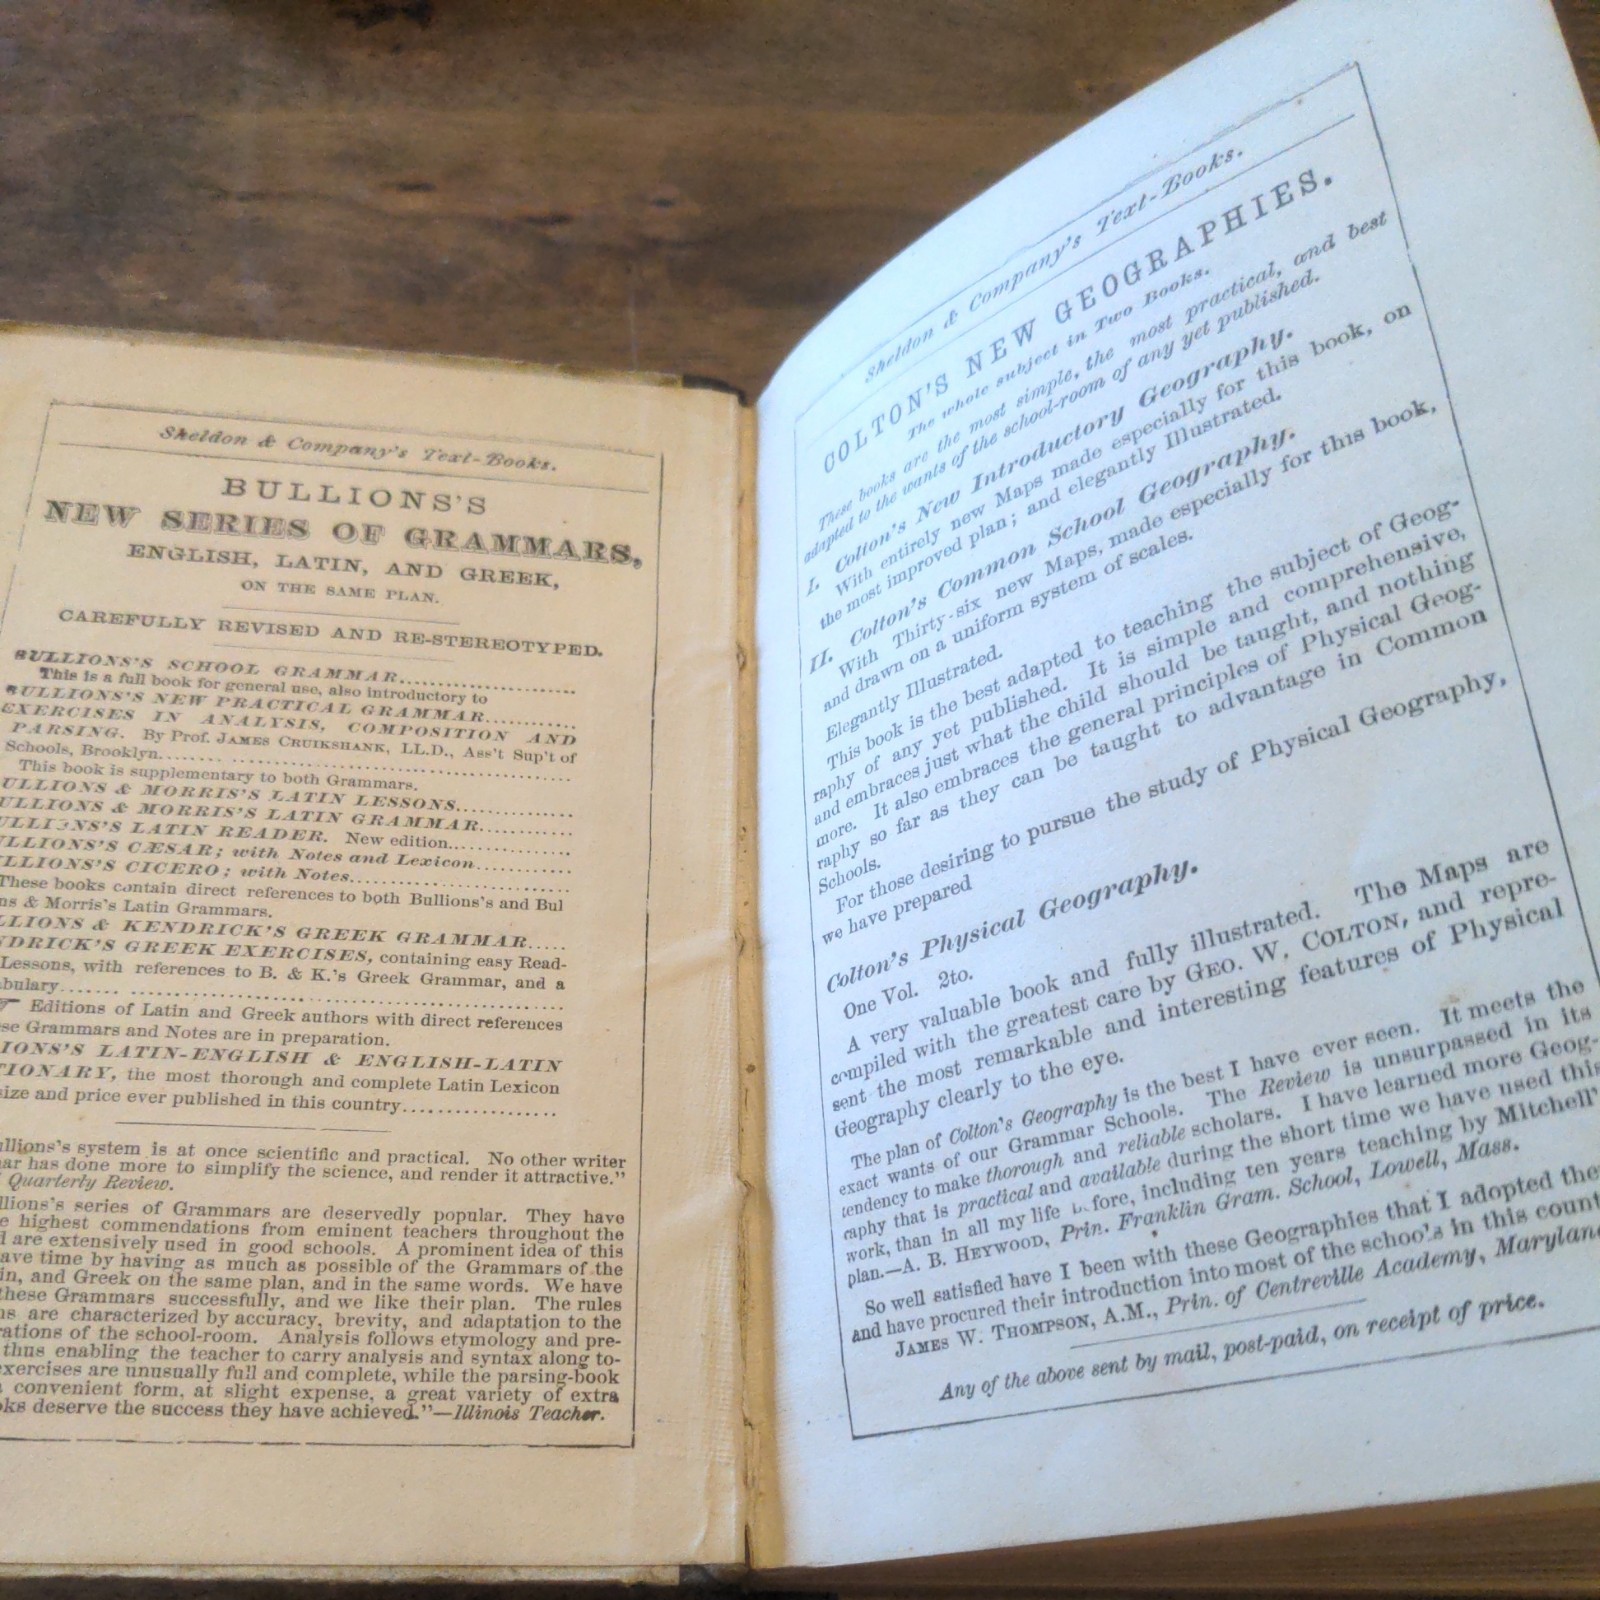 Sheldon & Company's Text-Books.
BULLIONS'S
NEW SERIES OF GRAMMARS,
ENGLISH, LATIN, AND GREEK,
ON THE SAME PLAN.
CAREFULLY REVISED AND RE-STEREOTYPED.
BULLIONS'S SCHOOL GRAMMAR........................
This is a full book for general use, also introductory to
BULLIONS'S NEW PRACTICAL GRAMMAR............
EXERCISES IN ANALYSIS, COMPOSITION AND
PARSING. By Prof. JAMES CRUIKSHANK, LL.D., Ass't Sup't of
Schools, Brooklyn........ ............................................
This book is supplementary to both Grammars.
ULLIONS & MORRIS'S LATIN LESSONS...............
ULLIONS & MORRIS'S LATIN GRAMMAR............
ULLIONS'S LATIN READER. New edition...............
LLIONS'S CÆSAR; with Notes and Lexicon............
LLIONS'S CICERO; with Notes............................
These books contain direct references to both Bullions's and Bul
ns & Morris's Latin Grammars.
LLIONS & KENDRICK'S GREEK GRAMMAR.....
NDRICK'S GREEK EXERCISES, containing easy Read-
Lessons, with references to B. & K.'s Greek Grammar, and a
bulary....... .....................................................
Editions of Latin and Greek authors with direct references
se Grammars and Notes are in preparation.
IONS'S LATIN-ENGLISH & ENGLISH-LATIN
TIONARY, the most thorough and complete Latin Lexicon
size and price ever published in this country...................
ullions's system is at once scientific and practical. No other writer
ar has done more to simplify the science, and render it attractive."
Quarterly Review.
llions's series of Grammars are deservedly popular. They have
e highest commendations from eminent teachers throughout the
d are extensively used in good schools. A prominent idea of this
ave time by having as much as possible of the Grammars of the
in, and Greek on the same plan, and in the same words. We have
these Grammars successfully, and we like their plan. The rules
ns are characterized by accuracy, brevity, and adaptation to the
rations of the school-room. Analysis follows etymology and pre-
thus enabling the teacher to carry analysis and syntax along to-
exercises are unusually full and complete, while the parsing-book
convenient form, at slight expense, a great variety of extra
oks deserve the success they have achieved."—Illinois Teacher.
Sheldon & Company's Text-Books.
COLTON'S NEW GEOGRAPHIES.
The whole subject in Two Books.
These books are the most simple, the most practical, and best
adapted to the wants of the school-room of any yet published.
I. Colton's New Introductory Geography.
With entirely new Maps made especially for this book, on
the most improved plan; and elegantly Illustrated.
II. Colton's Common School Geography.
With Thirty-six new Maps, made especially for this book,
and drawn on a uniform system of scales.
Elegantly Illustrated.
This book is the best adapted to teaching the subject of Geog-
raphy of any yet published. It is simple and comprehensive,
and embraces just what the child should be taught, and nothing
more. It also embraces the general principles of Physical Geog-
raphy so far as they can be taught to advantage in Common
Schools.
For those desiring to pursue the study of Physical Geography,
we have prepared
Colton's Physical Geography.
One Vol. 2to.
A very valuable book and fully illustrated. The Maps are
compiled with the greatest care by GEO. W. COLTON, and repre-
sent the most remarkable and interesting features of Physical
Geography clearly to the eye.
The plan of Colton's Geography is the best I have ever seen. It meets the
exact wants of our Grammar Schools. The Review is unsurpassed in its
tendency to make thorough and reliable scholars. I have learned more Geog-
raphy that is practical and available during the short time we have used this
work, than in all my life before, including ten years teaching by Mitchell'
plan.—A. B. HEYWOOD, Prin. Franklin Gram. School, Lowell, Mass.
So well satisfied have I been with these Geographies that I adopted the
and have procured their introduction into most of the schools in this count
JAMES W. THOMPSON, A.M., Prin. of Centreville Academy, Maryland
Any of the above sent by mail, post-paid, on receipt of price.